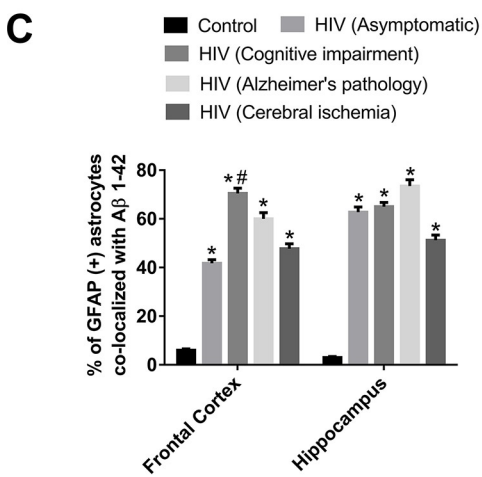 C
Control
HIV (Asymptomatic)
HIV (Cognitive impairment)
HIV (Alzheimer's pathology)
HIV (Cerebral ischemia)
% of GFAP (+) astrocytes
co-localized with Aβ 1-42
80
60
40
20
0
*
*#
*
*
*
*
*
*
Frontal Cortex
Hippocampus